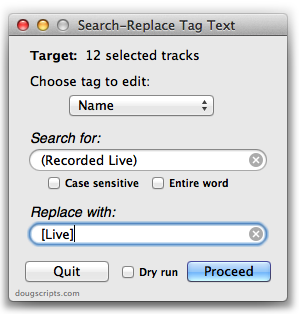 Search-Replace Tag Text
Target: 12 selected tracks
Choose tag to edit:
Name
Search for:
(Recorded Live)
Case sensitive Entire word
Replace with:
[Live]
Quit Dry run Proceed
dougscripts.com